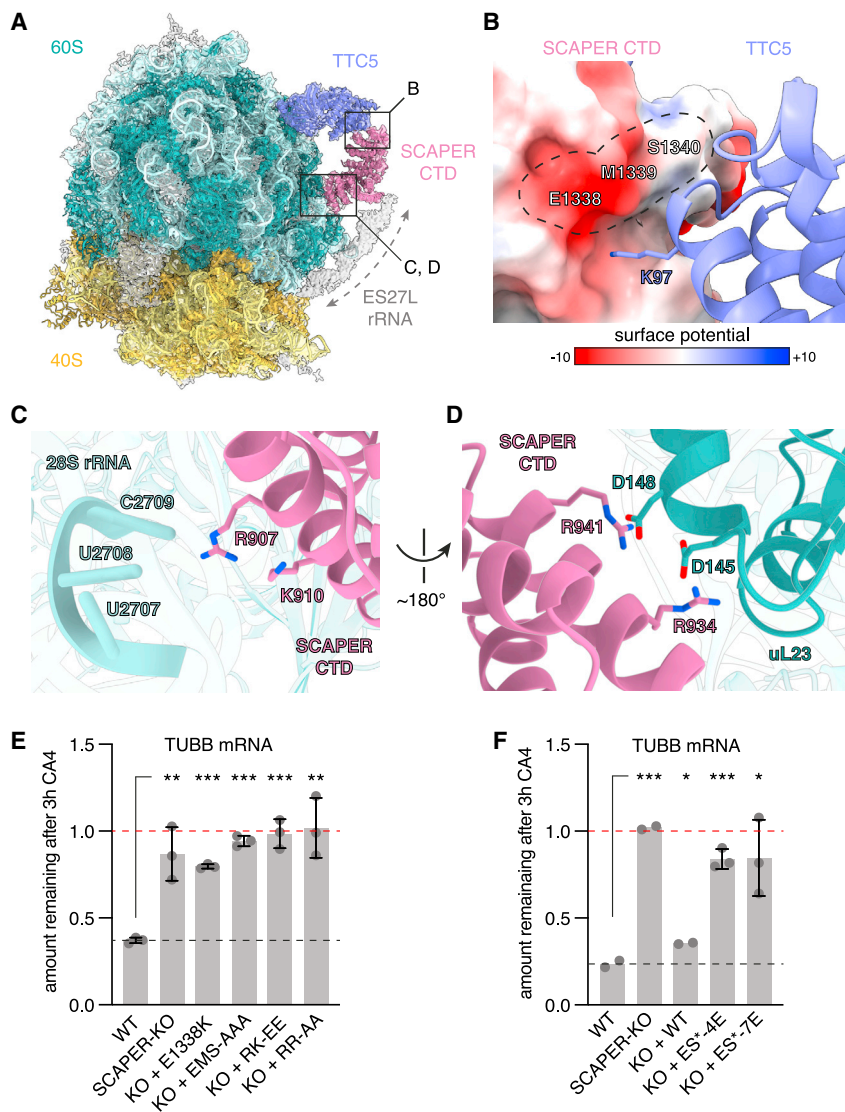 A
60S
TTC5
B
SCAPER
CTD
C, D
ES27L
rRNA
40S
B
SCAPER CTD
TTC5
S1340
M1339
E1338
K97
surface potential
-10
+10
C
28S rRNA
C2709
R907
U2708
K910
U2707
SCAPER
CTD
~180°
D
SCAPER
CTD
D148
R941
D145
R934
uL23
E
TUBB mRNA
amount remaining after 3h CA4
1.5
1.0
0.5
0.0
** *** *** *** **
WT
SCAPER-KO
KO + E1338K
KO + EMS-AAA
KO + RK-EE
KO + RR-AA
F
TUBB mRNA
amount remaining after 3h CA4
1.5
1.0
0.5
0.0
*** * *** *
WT
SCAPER-KO
KO + WT
KO + ES*-4E
KO + ES*-7E